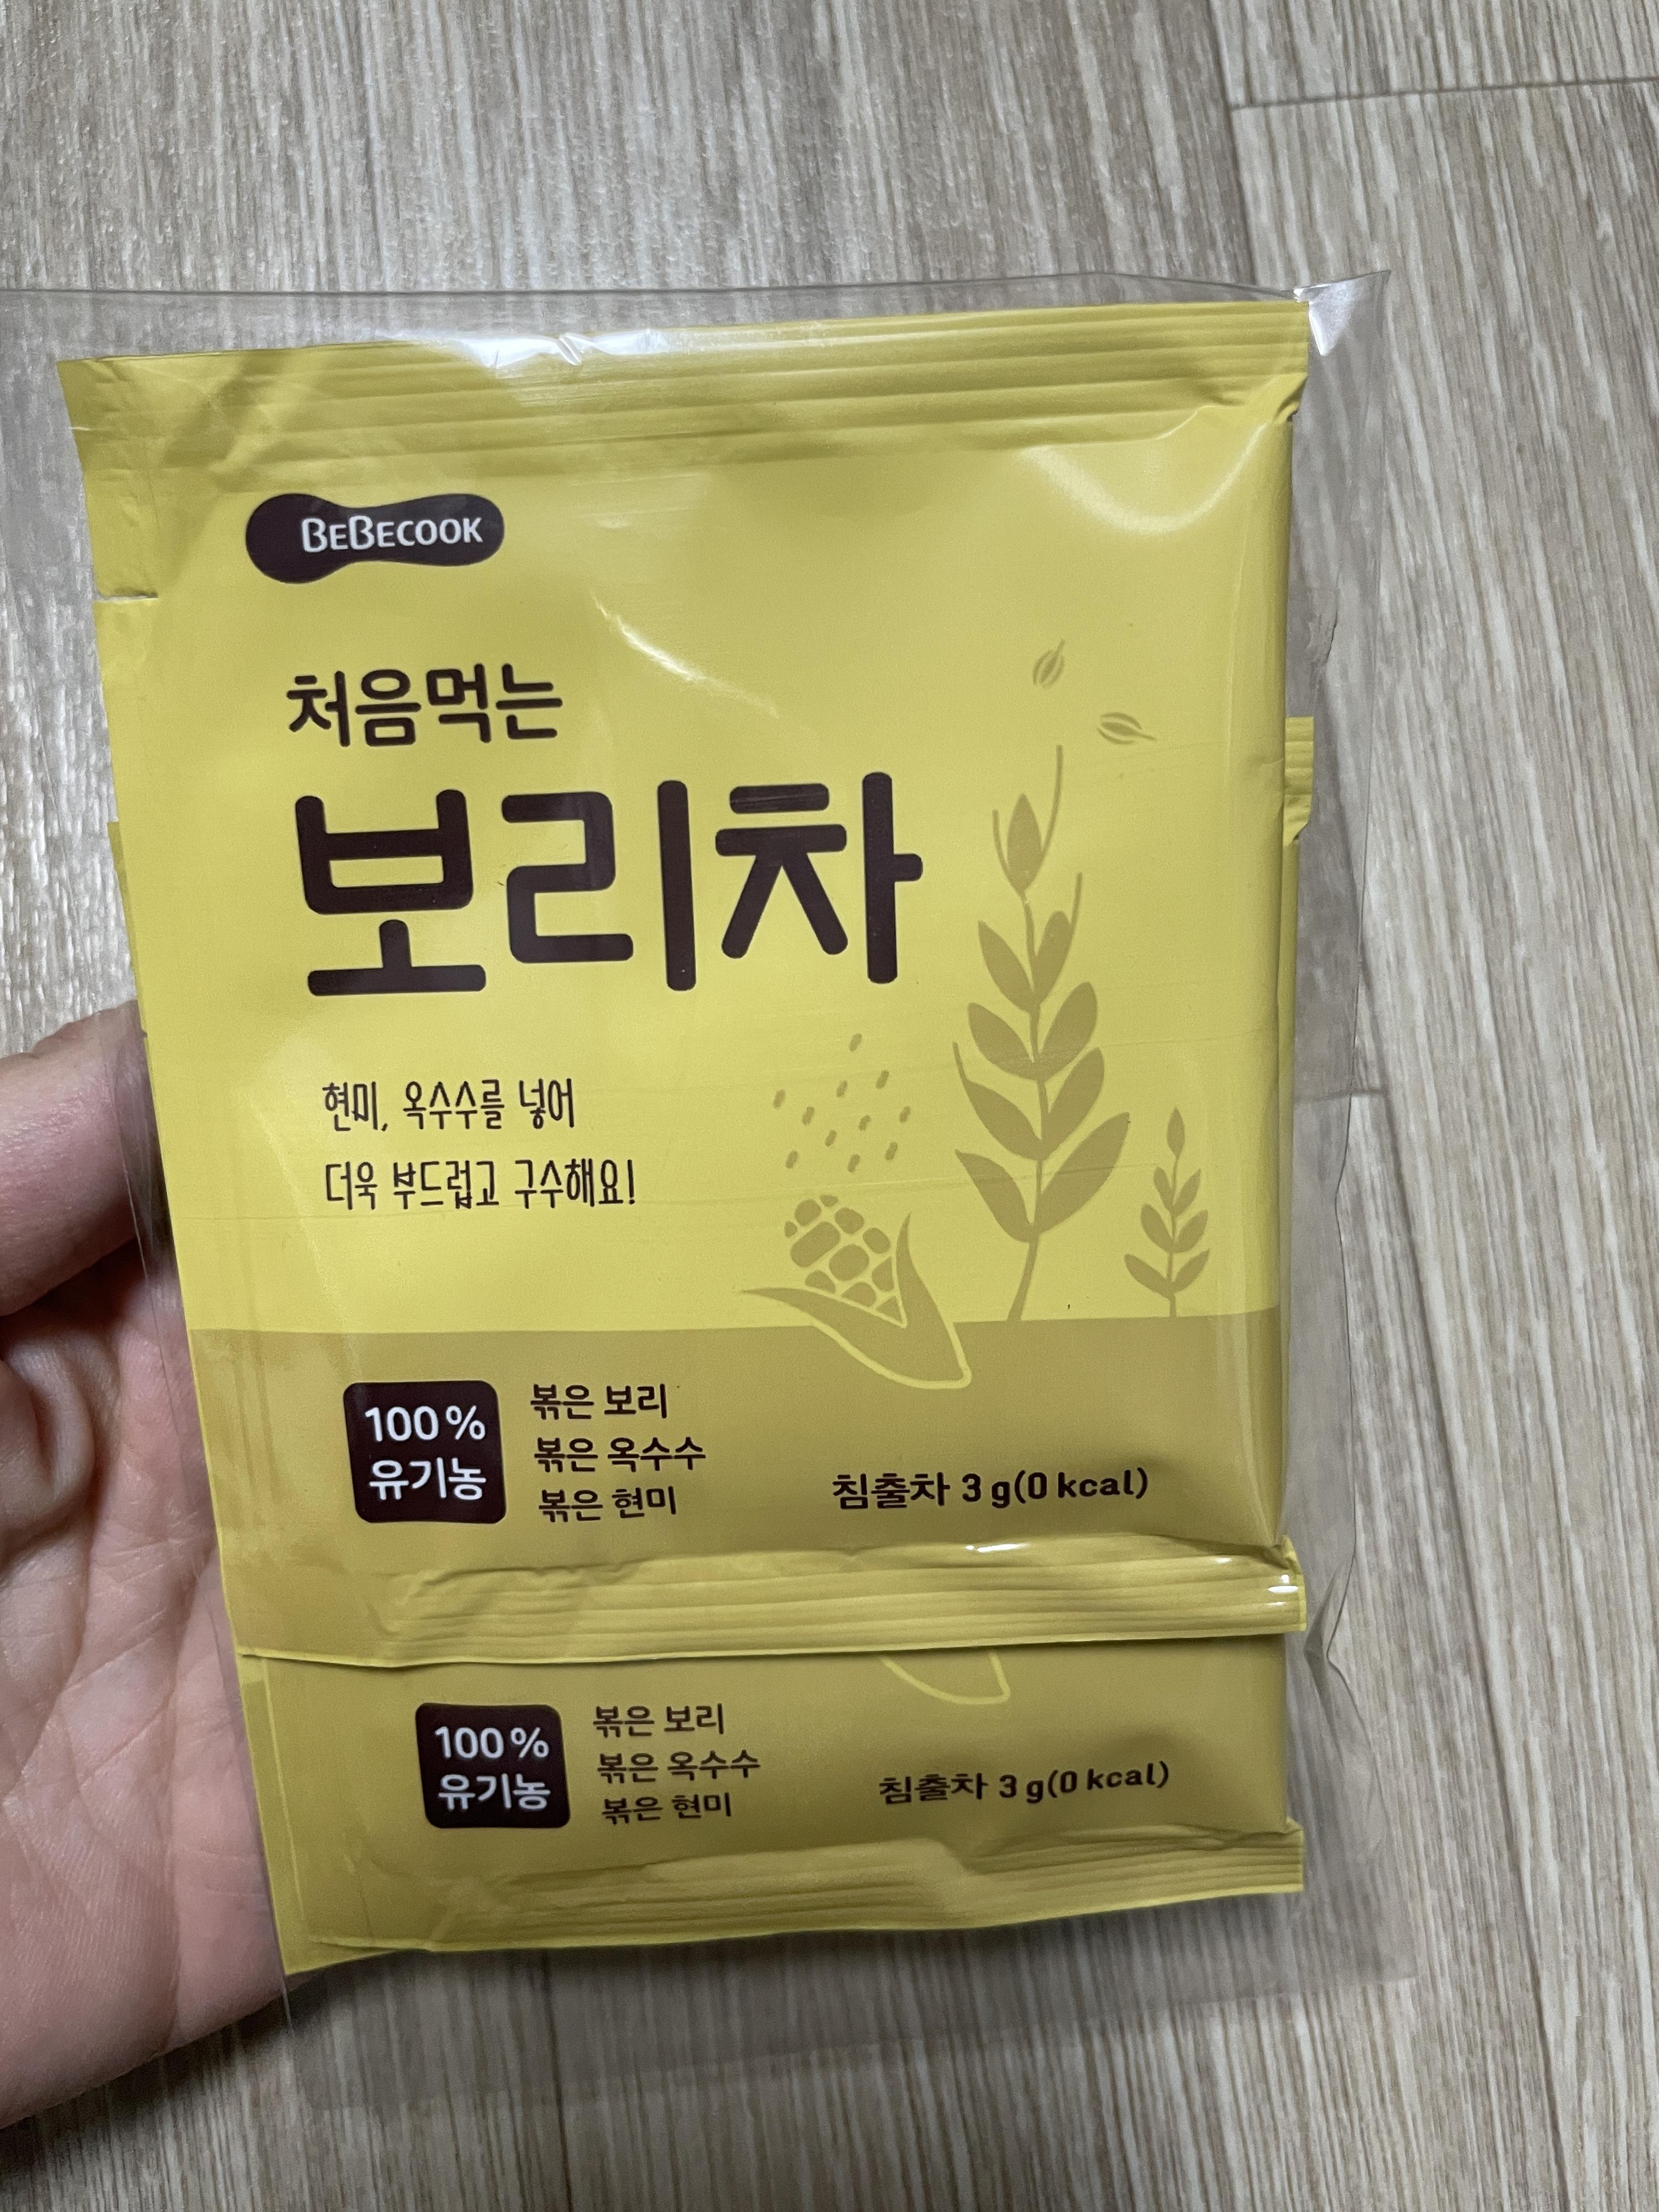 BEBECOOK
처음먹는
보리차
현미, 옥수수를 넣어
더욱 부드럽고 구수해요!
100%
유기농
볶은 보리
볶은 옥수수
볶은 현미
침출차 3 g(0 kcal)
100%
유기농
볶은 보리
볶은 옥수수
볶은 현미
침출차 3 g(0 kcal)